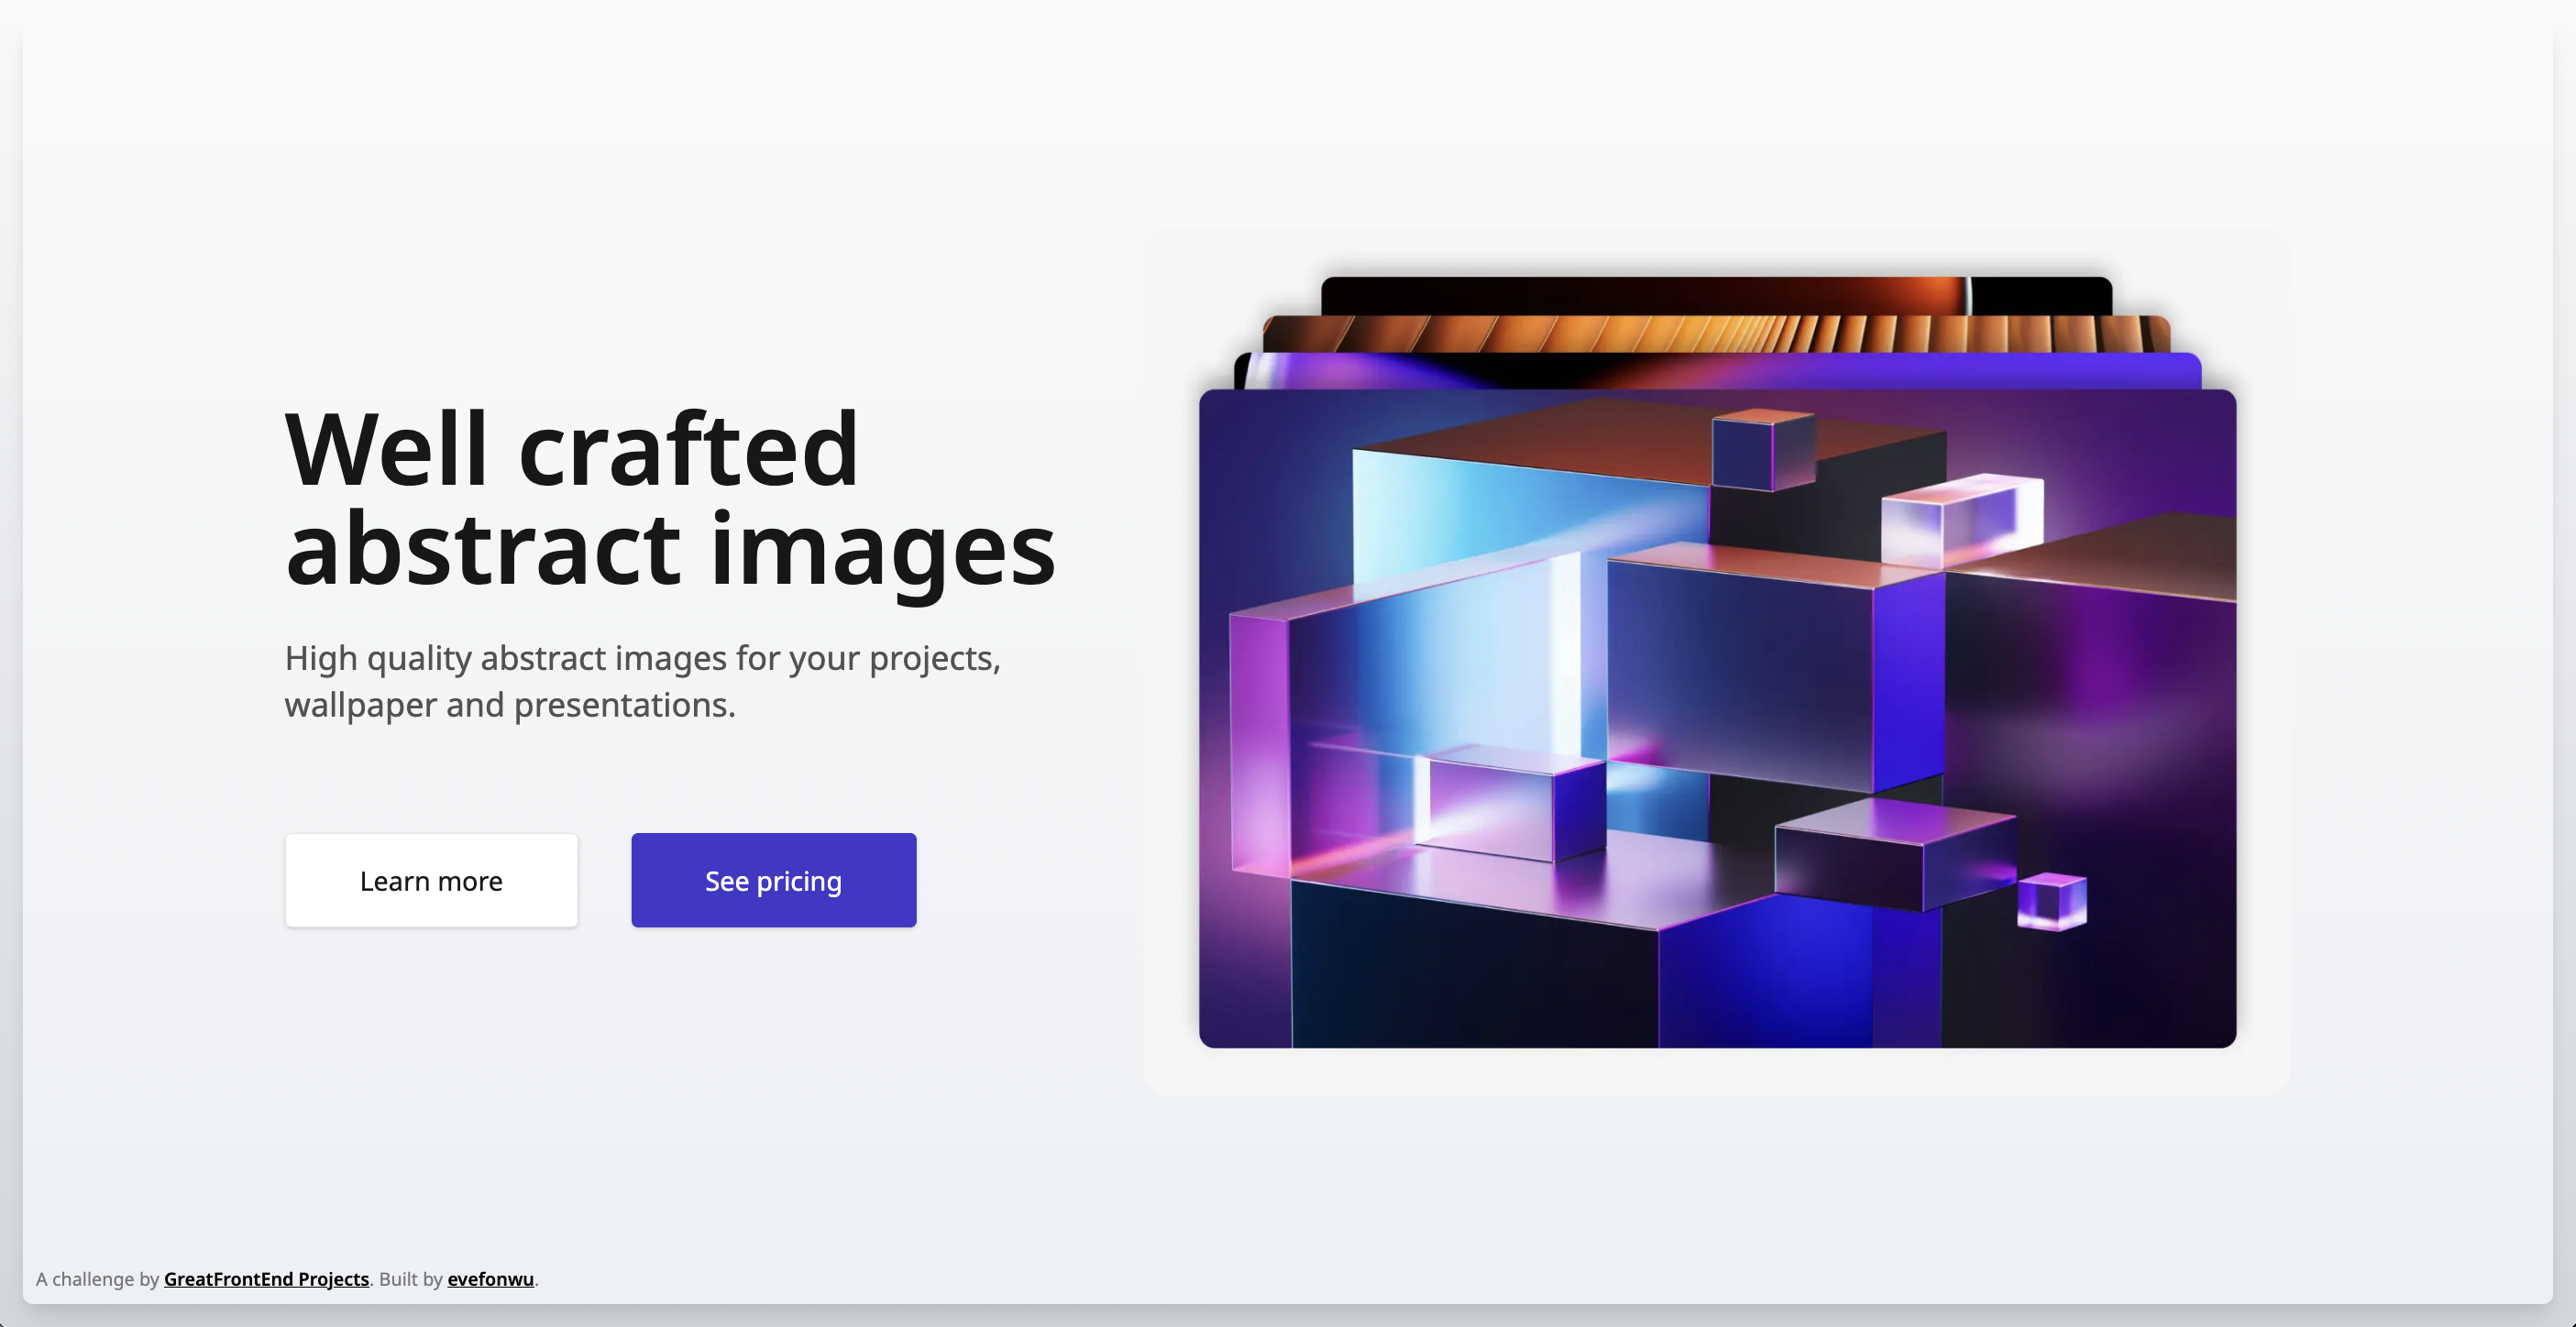 Well crafted
abstract images
High quality abstract images for your projects,
wallpaper and presentations.
Learn more
See pricing
A challenge by GreatFrontEnd Projects. Built by evefonwu.